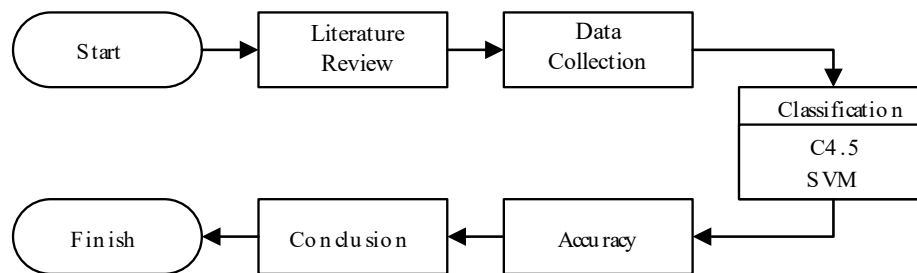 Start
Literature
Review
Data
Collection
Classification
C4.5
SVM
Accuracy
Conclusion
Finish